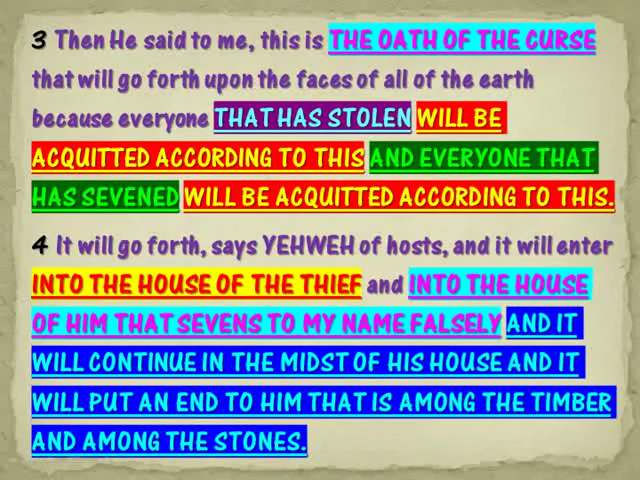 3 Then He said to me, this is THE OATH OF THE CURSE
that will go forth upon the faces of all of the earth
because everyone THAT HAS STOLEN WILL BE
ACQUITTED ACCORDING TO THIS AND EVERYONE THAT
HAS SEVENED WILL BE ACQUITTED ACCORDING TO THIS.
4 It will go forth, says YEHWEH of hosts, and it will enter
INTO THE HOUSE OF THE THIEF and INTO THE HOUSE
OF HIM THAT SEVENS TO MY NAME FALSELY AND IT
WILL CONTINUE IN THE MIDST OF HIS HOUSE AND IT
WILL PUT AN END TO HIM THAT IS AMONG THE TIMBER
AND AMONG THE STONES.